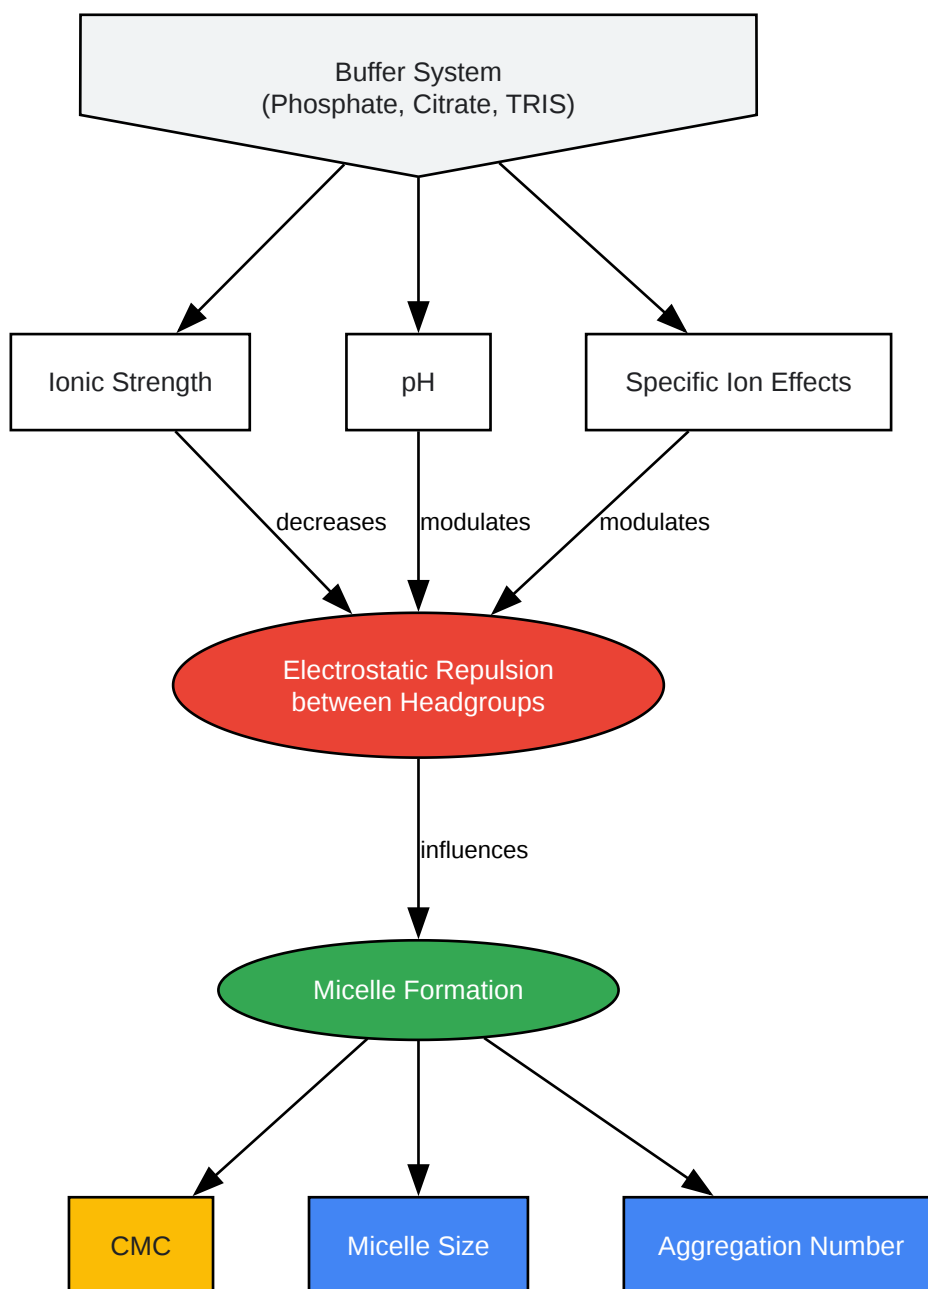 Buffer System
(Phosphate, Citrate, TRIS)
Ionic Strength
pH
Specific Ion Effects
decreases
modulates
modulates
Electrostatic Repulsion
between Headgroups
influences
Micelle Formation
CMC
Micelle Size
Aggregation Number